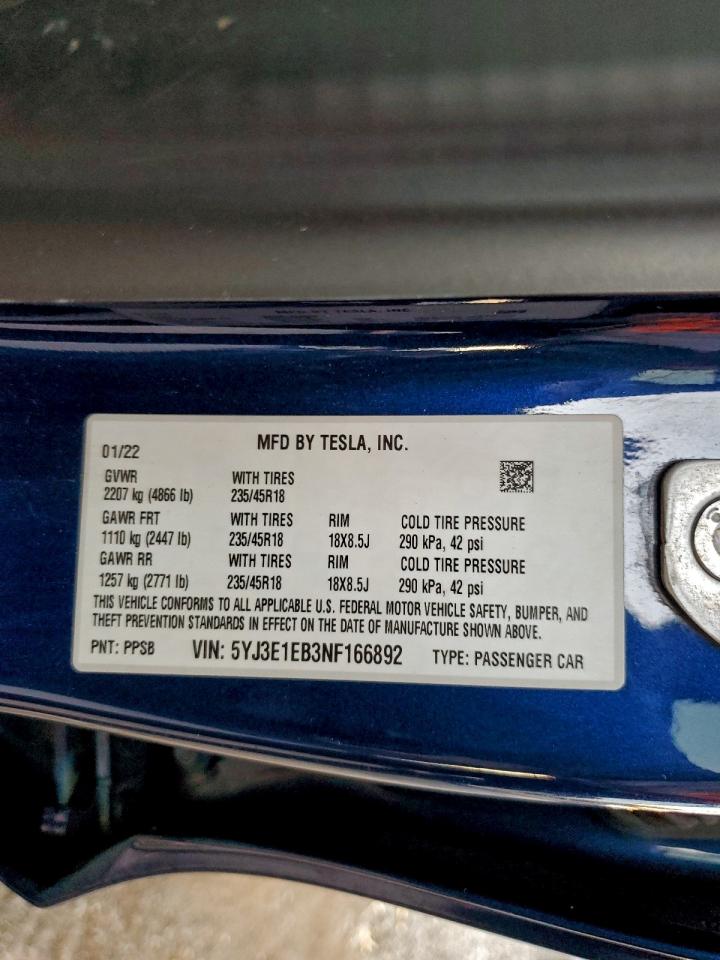 MFD BY TESLA, INC.
01/22
MFD BY TESLA, INC.
GVWR WITH TIRES
2207 kg (4866 lb) 235/45R18
GAWR FRT WITH TIRES RIM COLD TIRE PRESSURE
1110 kg (2447 lb) 235/45R18 18X8.5J 290 kPa, 42 psi
GAWR RR WITH TIRES RIM COLD TIRE PRESSURE
1257 kg (2771 lb) 235/45R18 18X8.5J 290 kPa, 42 psi
THIS VEHICLE CONFORMS TO ALL APPLICABLE U.S. FEDERAL MOTOR VEHICLE SAFETY, BUMPER, AND
THEFT PREVENTION STANDARDS IN EFFECT ON THE DATE OF MANUFACTURE SHOWN ABOVE.
PNT: PPSB VIN: 5YJ3E1EB3NF166892 TYPE: PASSENGER CAR